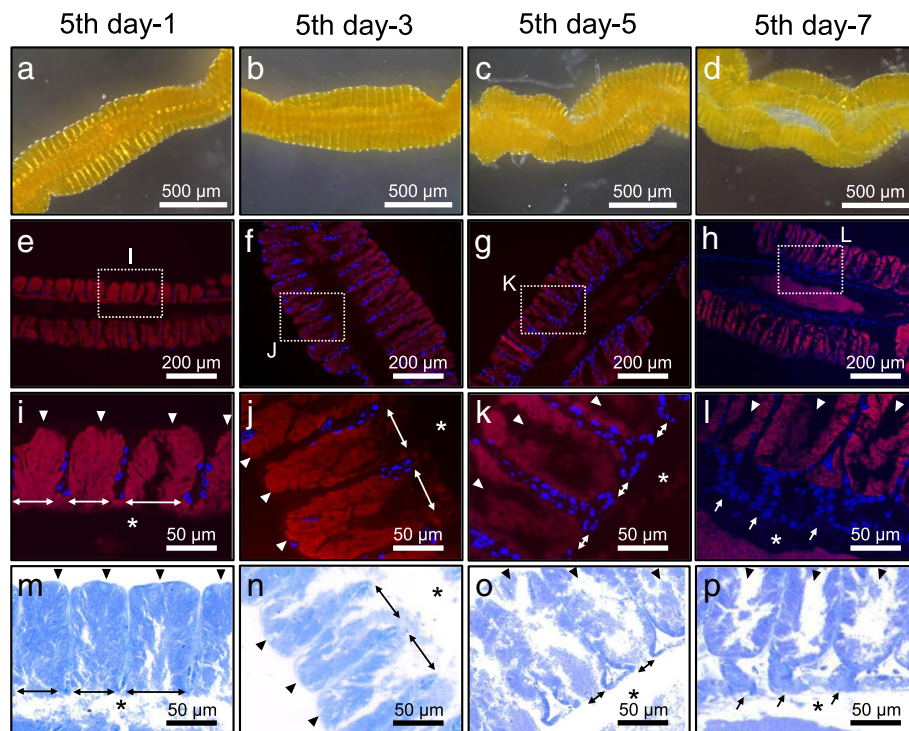 5th day-1 5th day-3 5th day-5 5th day-7
a b c d
500 µm 500 µm 500 µm 500 µm
e I f J g K h L
200 µm 200 µm 200 µm 200 µm
i * j * k * l *
50 µm 50 µm 50 µm 50 µm
m * n * o * p *
50 µm 50 µm 50 µm 50 µm